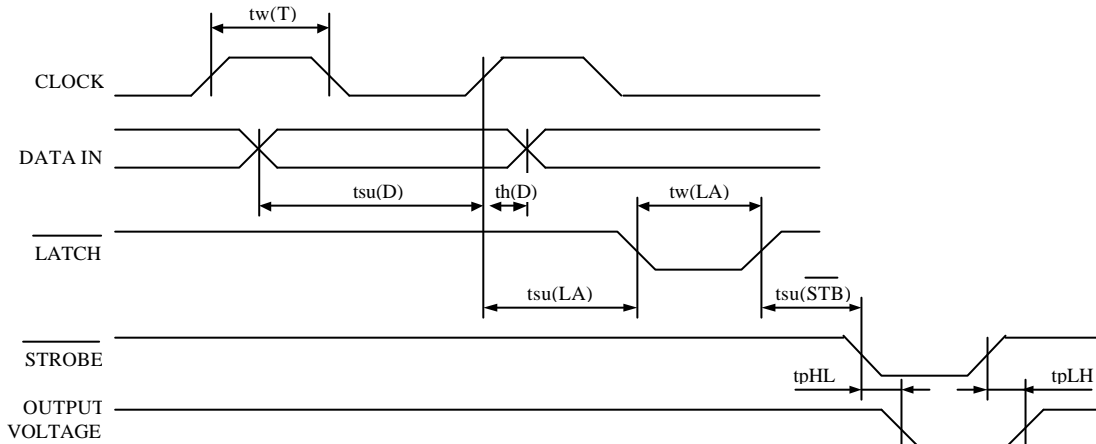 tw(T)
CLOCK
DATA IN
tsu(D)
th(D)
tw(LA)
LATCH
tsu(LA)
tsu(STB)
STROBE
tpHL
tpLH
OUTPUT
VOLTAGE